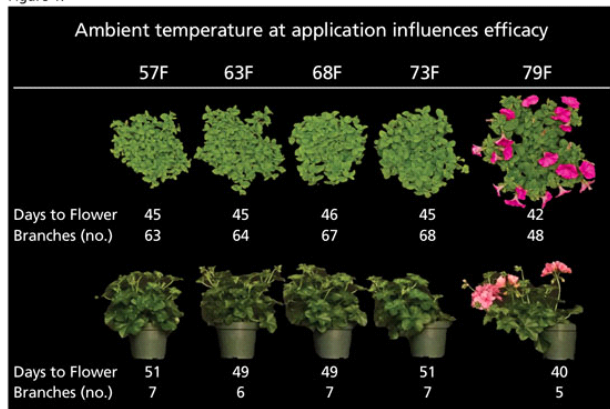 Ambient temperature at application influences efficacy
57F 63F 68F 73F 79F
Days to Flower 45 45 46 45 42
Branches (no.) 63 64 67 68 48
Days to Flower 51 49 49 51 40
Branches (no.) 7 6 7 7 5